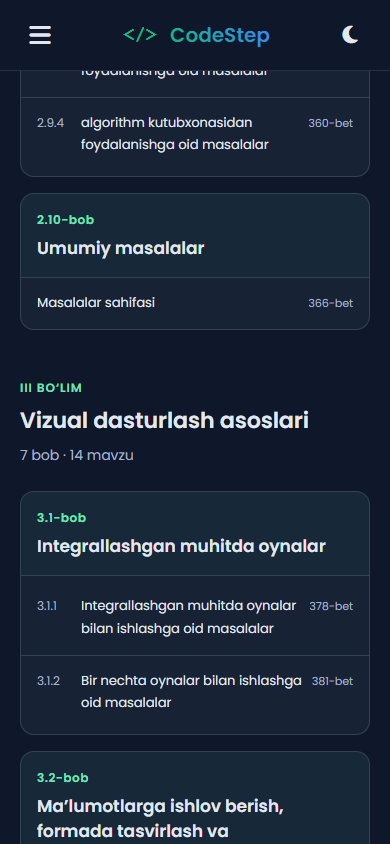 </> CodeStep
foydalanishga oid masalalar
2.9.4 algorithm kutubxonasidan 360-bet
foydalanishga oid masalalar
2.10-bob
Umumiy masalalar
Masalalar sahifasi 366-bet
III BO‘LIM
Vizual dasturlash asoslari
7 bob · 14 mavzu
3.1-bob
Integrallashgan muhitda oynalar
3.1.1 Integrallashgan muhitda oynalar 378-bet
bilan ishlashga oid masalalar
3.1.2 Bir nechta oynalar bilan ishlashga 381-bet
oid masalalar
3.2-bob
Ma’lumotlarga ishlov berish,
formada tasvirlash va